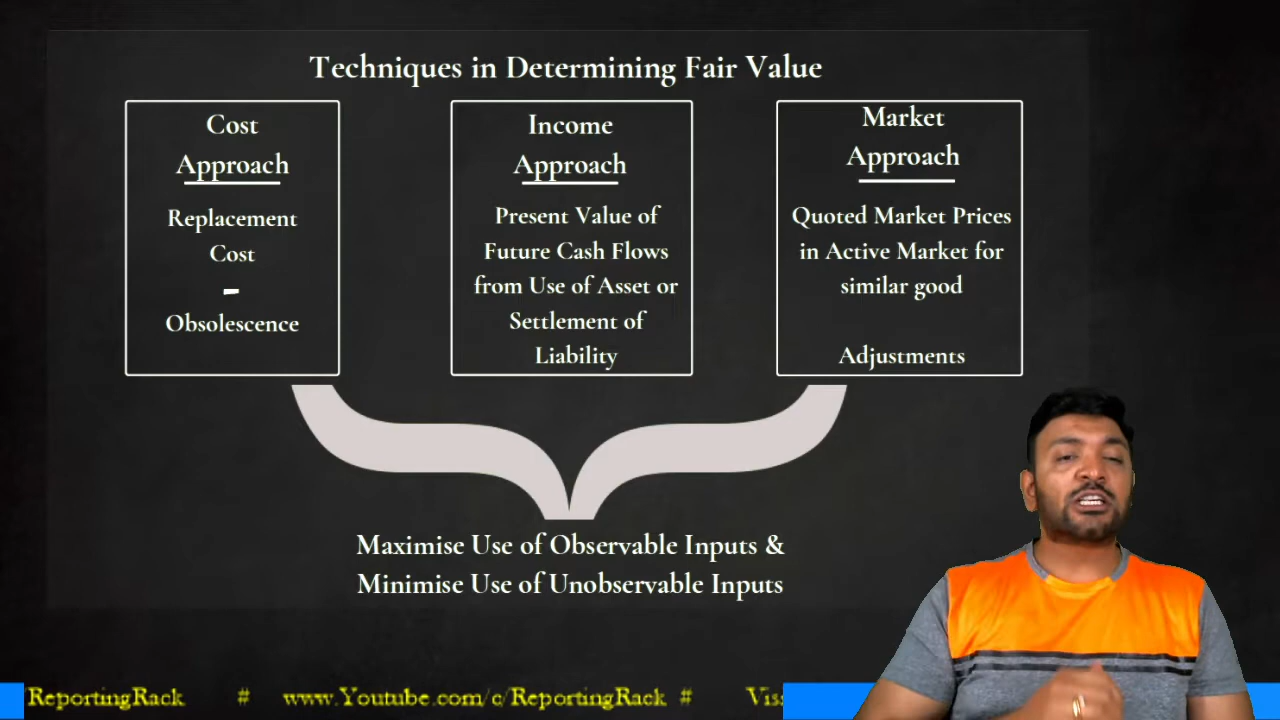 Techniques in Determining Fair Value
Cost
Approach
Replacement
Cost
-
Obsolescence
Income
Approach
Present Value of
Future Cash Flows
from Use of Asset or
Settlement of
Liability
Market
Approach
Quoted Market Prices
in Active Market for
similar good
Adjustments
Maximise Use of Observable Inputs &
Minimise Use of Unobservable Inputs
ReportingRack # www.Youtube.com/c/ReportingRack #